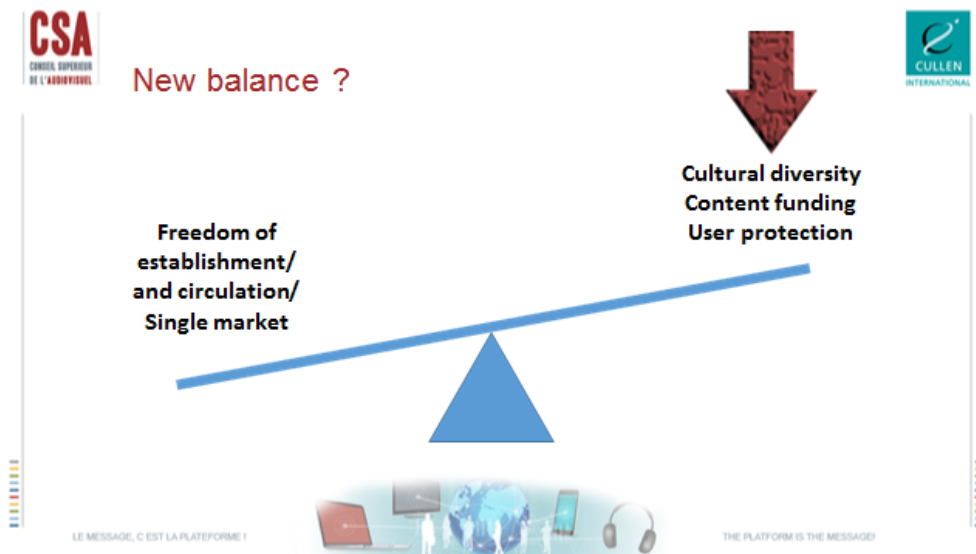 CSA
CONSEIL SUPERIEUR
DE L'AUDIOVISUEL
New balance ?
CULLEN
INTERNATIONAL
Cultural diversity
Content funding
User protection
Freedom of
establishment/
and circulation/
Single market
LE MESSAGE, C EST LA PLATEFORME !
THE PLATFORM IS THE MESSAGE!